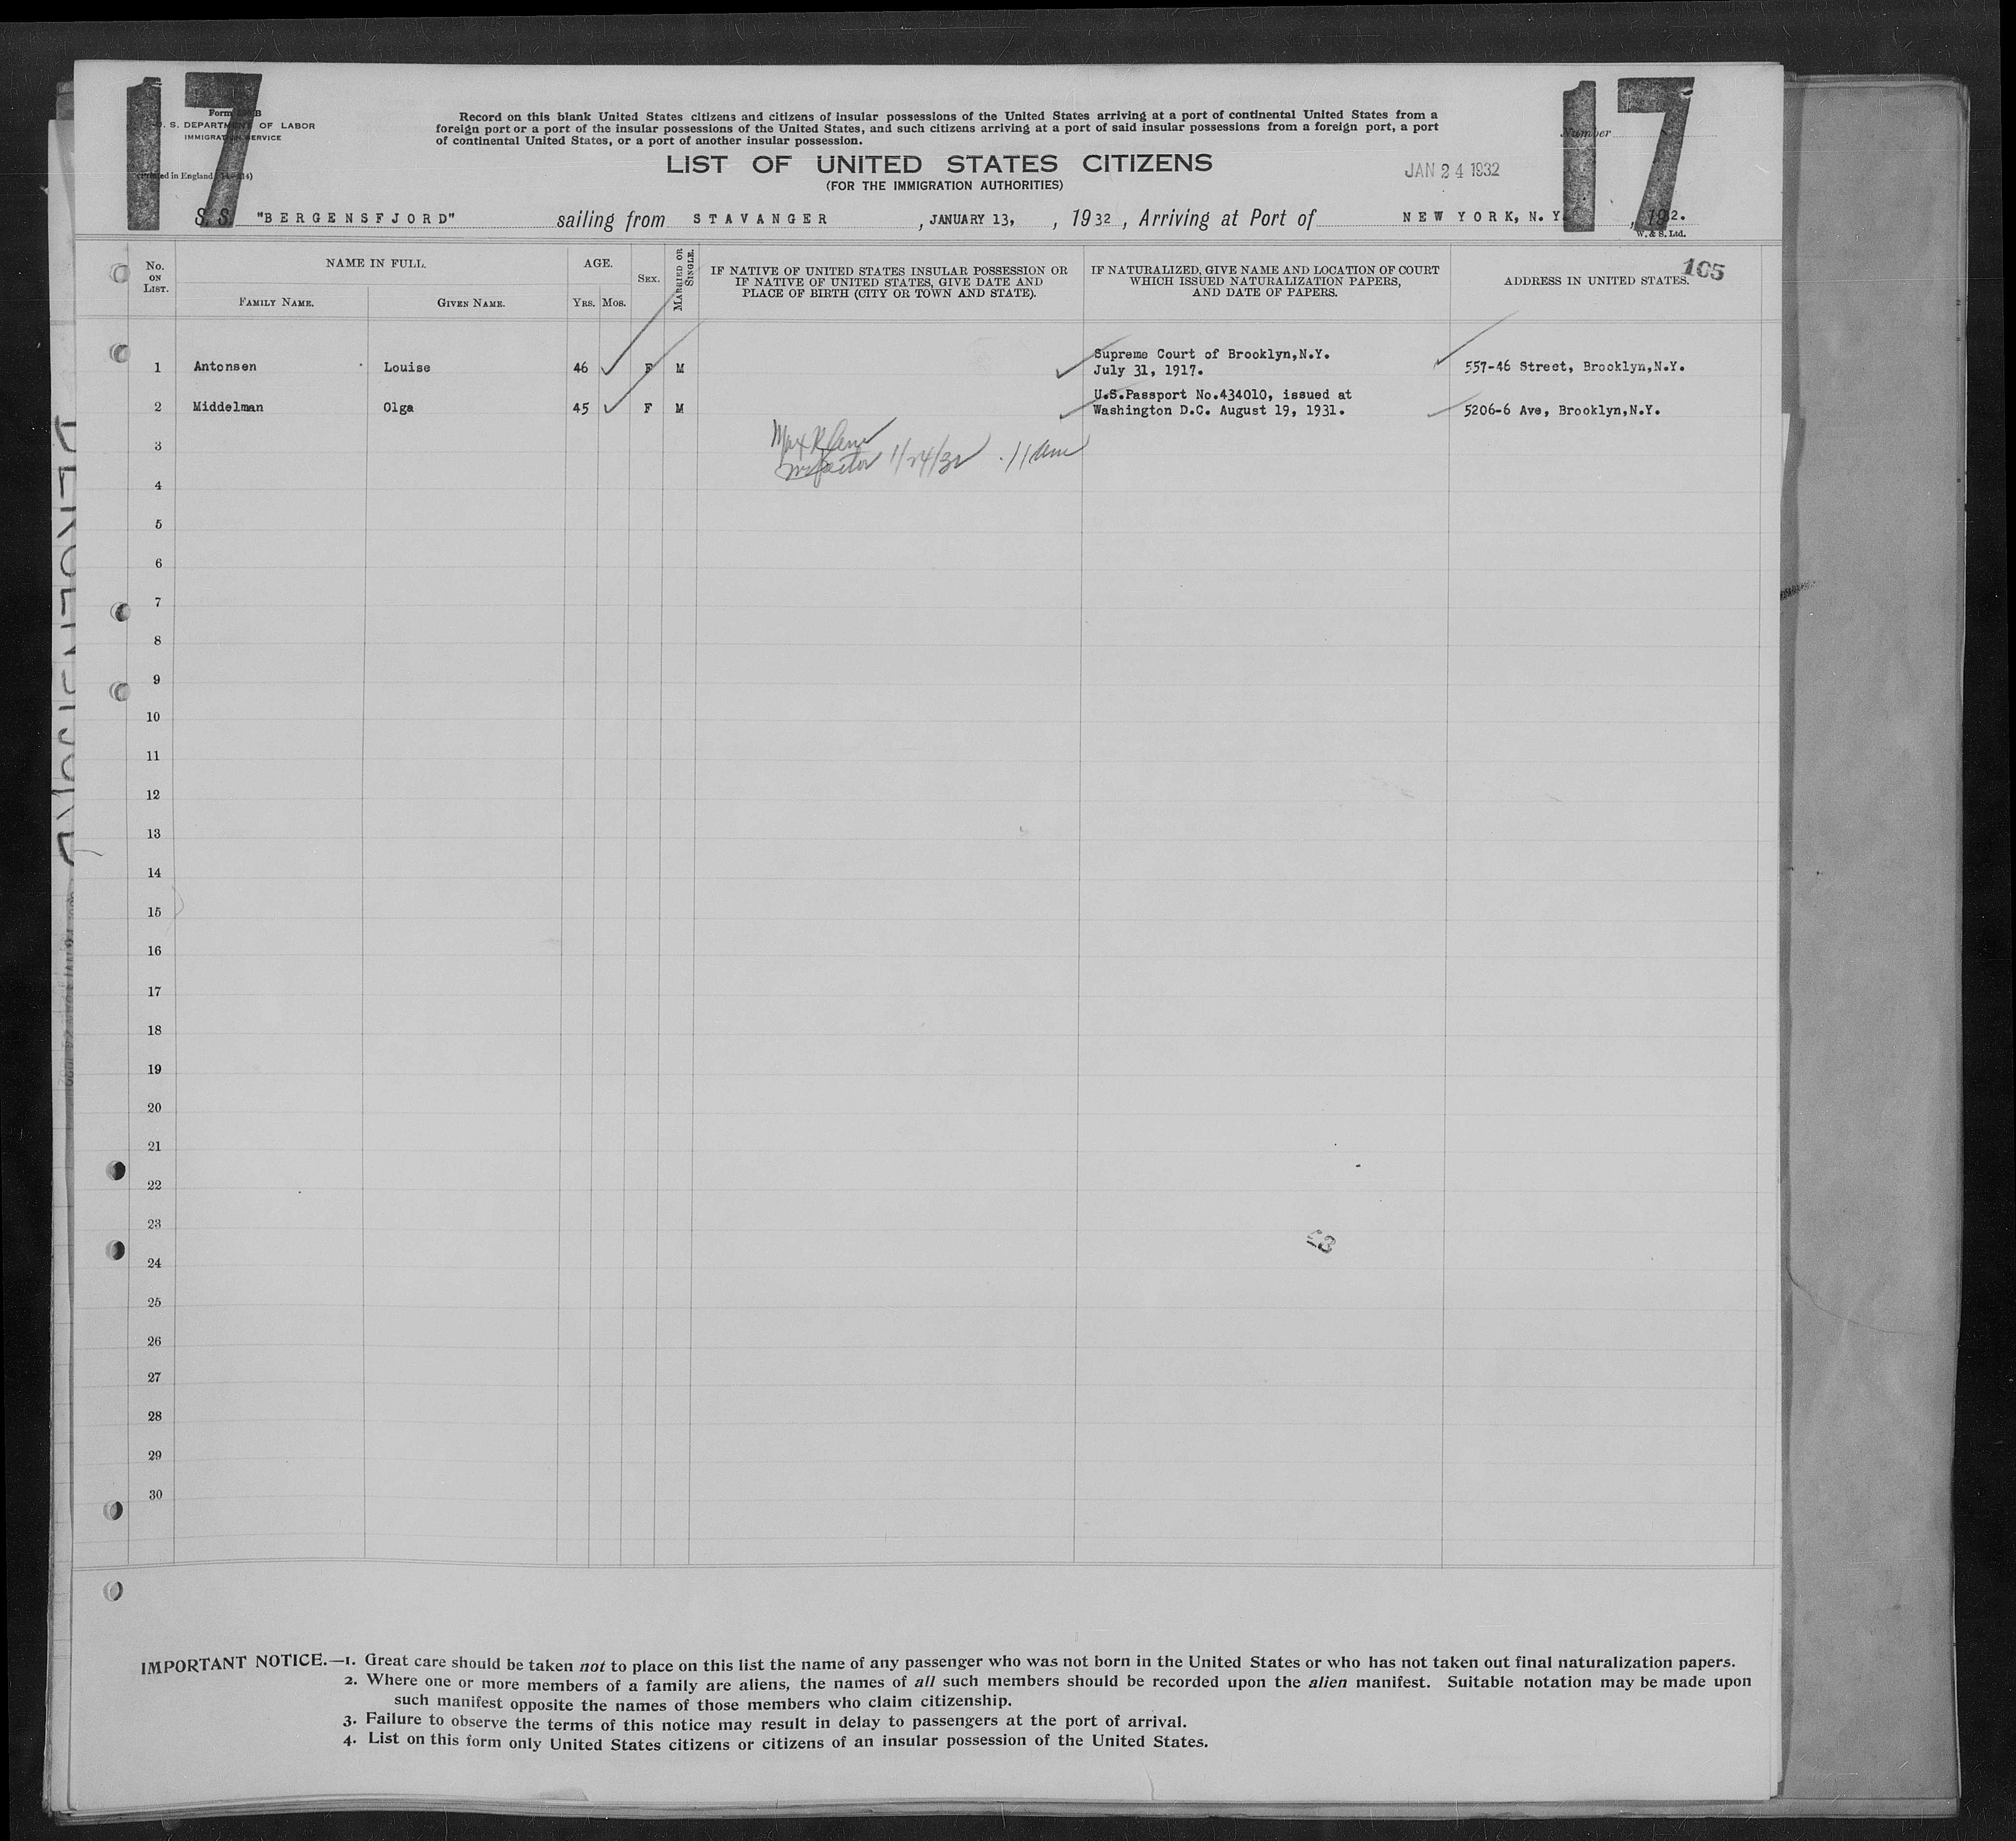 17
17
U. S. DEPARTMENT OF LABOR
IMMIGRATION SERVICE
Record on this blank United States citizens and citizens of insular possessions of the United States arriving at a port of continental United States from a
foreign port or a port of the insular possessions of the United States, and such citizens arriving at a port of said insular possessions from a foreign port, a port
of continental United States, or a port of another insular possession.
Number
LIST OF UNITED STATES CITIZENS
(FOR THE IMMIGRATION AUTHORITIES)
JAN 24 1932
S. S. "BERGENSFJORD" sailing from STAVANGER, JANUARY 13, , 1932, Arriving at Port of NEW YORK, N.Y. , 1932.
W. & S. Ltd.
105
No. ON LIST.
NAME IN FULL.
FAMILY NAME.
GIVEN NAME.
AGE.
YRS.
MOS.
SEX.
MARRIED OR SINGLE.
IF NATIVE OF UNITED STATES INSULAR POSSESSION OR
IF NATIVE OF UNITED STATES, GIVE DATE AND
PLACE OF BIRTH (CITY OR TOWN AND STATE).
IF NATURALIZED, GIVE NAME AND LOCATION OF COURT
WHICH ISSUED NATURALIZATION PAPERS,
AND DATE OF PAPERS.
ADDRESS IN UNITED STATES.
Supreme Court of Brooklyn,N.Y.
1 Antonsen Louise 46 F M July 31, 1917. 557-46 Street, Brooklyn,N.Y.
U.S.Passport No.434010, issued at
2 Middelman Olga 45 F M Washington D.C. August 19, 1931. 5206-6 Ave, Brooklyn,N.Y.
3
Inspector 1/24/32 11 am
4
5
6
7
8
9
10
11
12
13
14
15
16
17
18
19
20
21
22
23
24
25
26
27
28
29
30
IMPORTANT NOTICE.—1. Great care should be taken not to place on this list the name of any passenger who was not born in the United States or who has not taken out final naturalization papers.
2. Where one or more members of a family are aliens, the names of all such members should be recorded upon the alien manifest. Suitable notation may be made upon
such manifest opposite the names of those members who claim citizenship.
3. Failure to observe the terms of this notice may result in delay to passengers at the port of arrival.
4. List on this form only United States citizens or citizens of an insular possession of the United States.